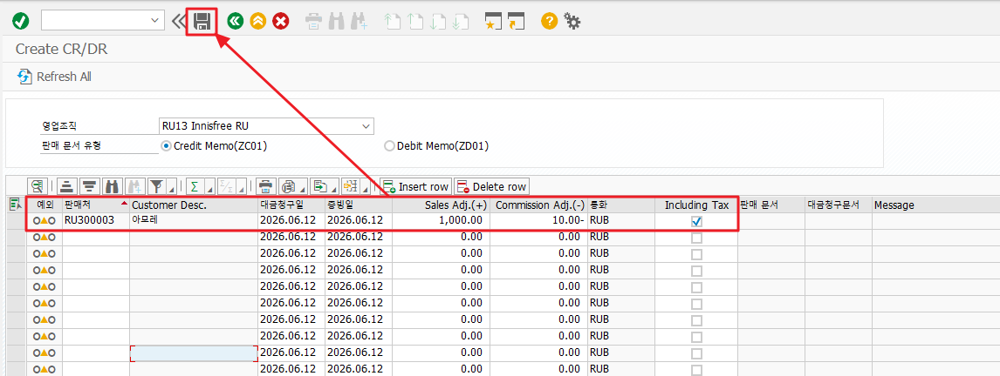 Create CR/DR
Refresh All
영업조직 RU13 Innisfree RU
판매 문서 유형 Credit Memo(ZC01) Debit Memo(ZD01)
Insert row Delete row
예외 판매처 Customer Desc. 대금청구일 증빙일 Sales Adj.(+) Commission Adj.(-) 통화 Including Tax 판매 문서 대금청구문서 Message
RU300003 아모레 2026.06.12 2026.06.12 1,000.00 10.00- RUB
2026.06.12 2026.06.12 0.00 0.00 RUB
2026.06.12 2026.06.12 0.00 0.00 RUB
2026.06.12 2026.06.12 0.00 0.00 RUB
2026.06.12 2026.06.12 0.00 0.00 RUB
2026.06.12 2026.06.12 0.00 0.00 RUB
2026.06.12 2026.06.12 0.00 0.00 RUB
2026.06.12 2026.06.12 0.00 0.00 RUB
2026.06.12 2026.06.12 0.00 0.00 RUB
2026.06.12 2026.06.12 0.00 0.00 RUB